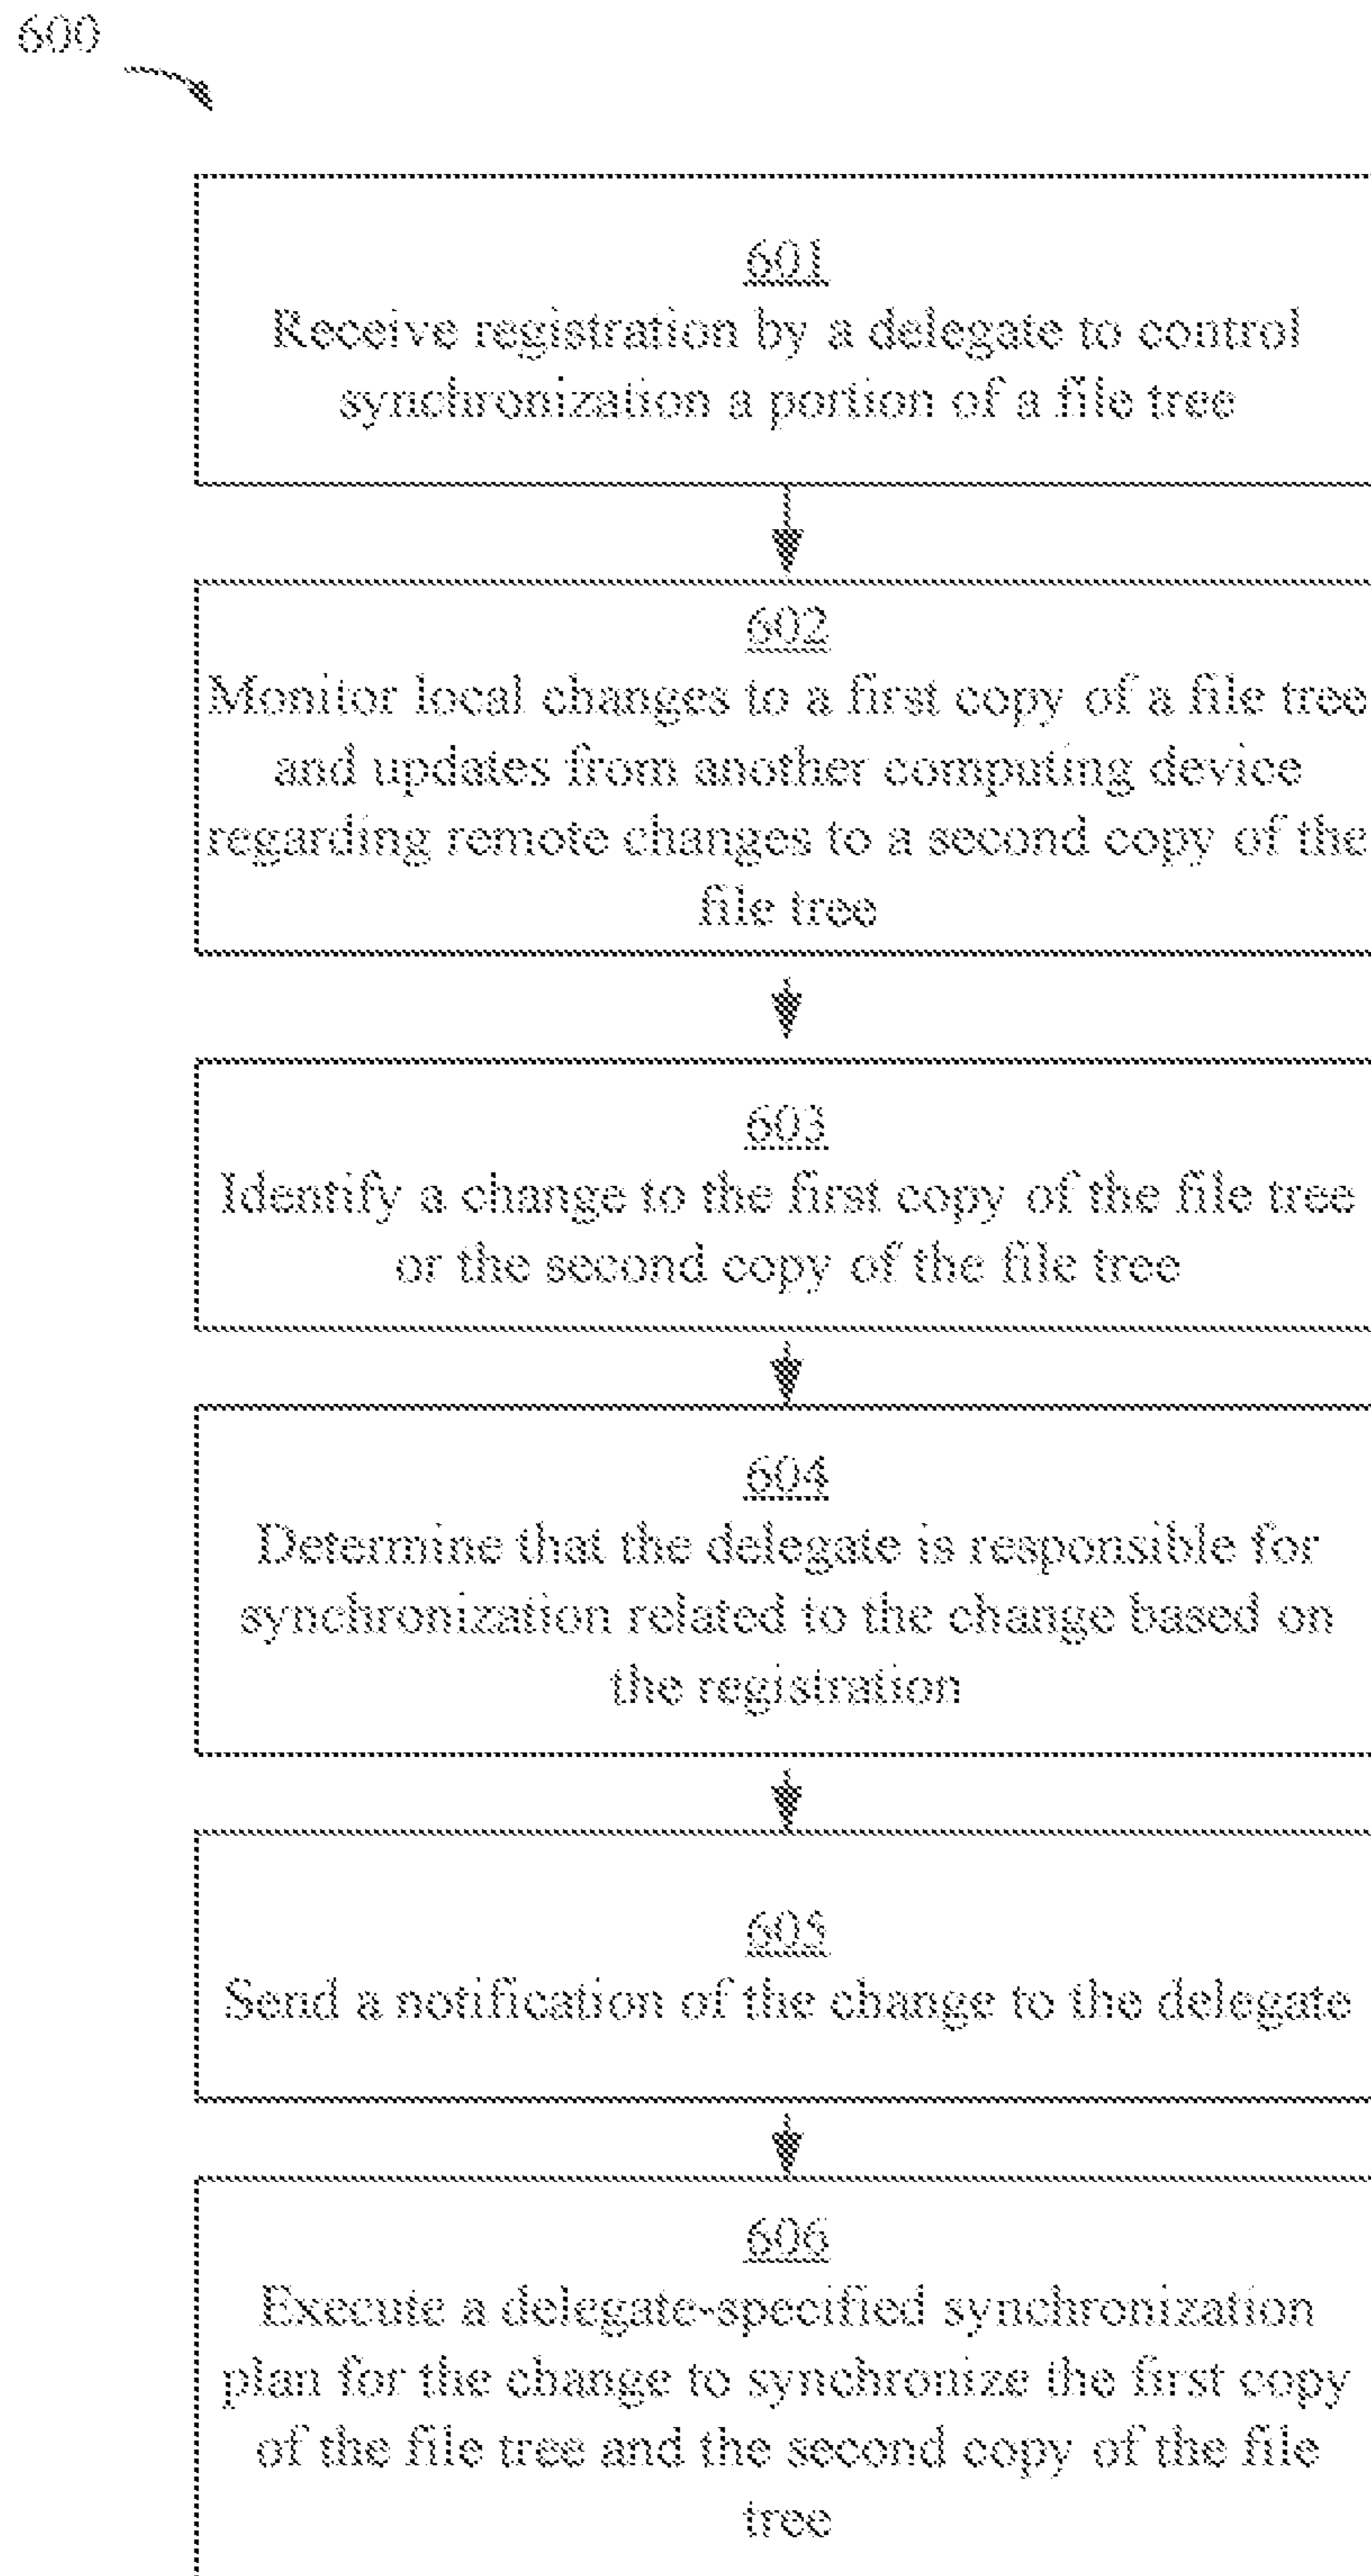 600
601
Receive registration by a delegate to control
synchronization a portion of a file tree
602
Monitor local changes to a first copy of a file tree
and updates from another computing device
regarding remote changes to a second copy of the
file tree
603
Identify a change to the first copy of the file tree
or the second copy of the file tree
604
Determine that the delegate is responsible for
synchronization related to the change based on
the registration
605
Send a notification of the change to the delegate
606
Execute a delegate-specified synchronization
plan for the change to synchronize the first copy
of the file tree and the second copy of the file
tree